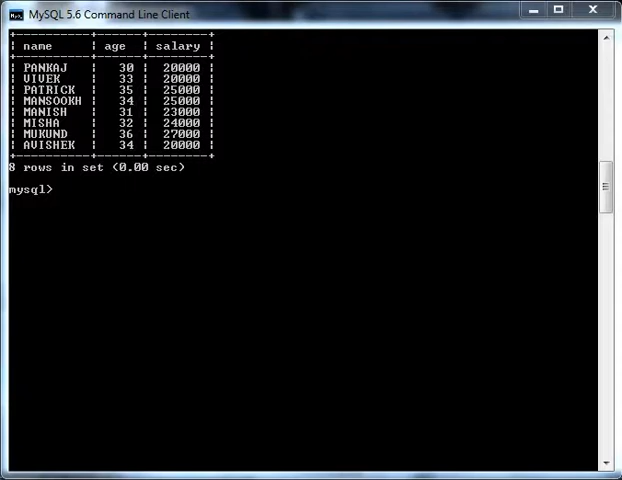 MySQL 5.6 Command Line Client
+----------+------+--------+
| name     | age  | salary |
+----------+------+--------+
| PANKAJ   |   30 |  20000 |
| VIVEK    |   33 |  20000 |
| PATRICK  |   35 |  25000 |
| MANSOOKH |   34 |  25000 |
| MANISH   |   31 |  23000 |
| MISHA    |   32 |  24000 |
| MUKUND   |   36 |  27000 |
| AVISHEK  |   34 |  20000 |
+----------+------+--------+
8 rows in set (0.00 sec)
mysql>